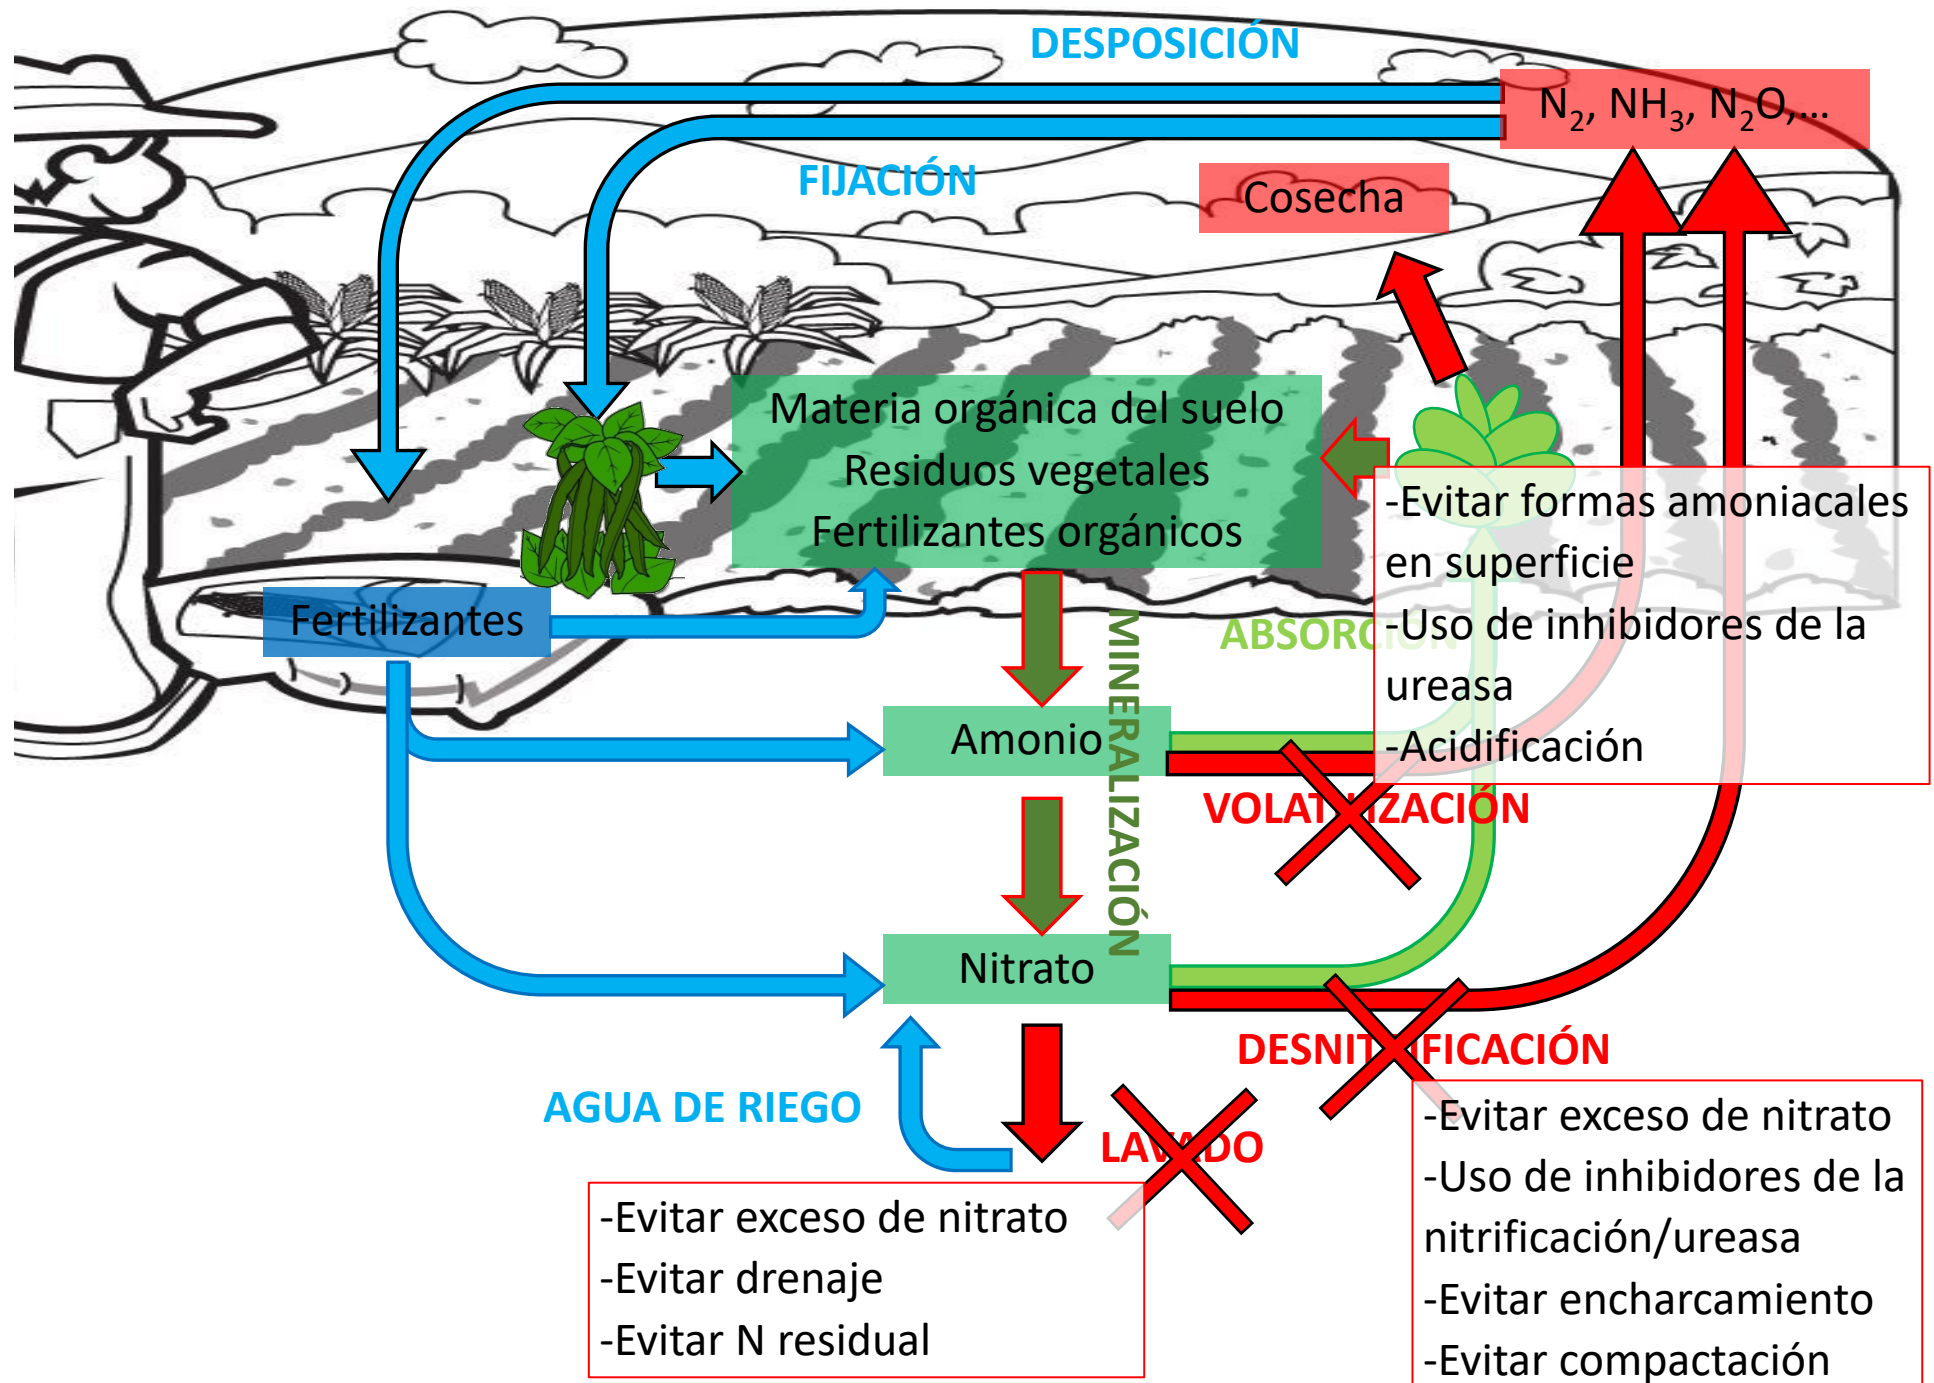 DESPOSICIÓN
N₂, NH₃, N₂O,...
FIJACIÓN
Cosecha
Materia orgánica del suelo
Residuos vegetales
Fertilizantes orgánicos
-Evitar formas amoniacales
en superficie
-Uso de inhibidores de la
ureasa
-Acidificación
Fertilizantes
ABSORCIÓN
MINERALIZACIÓN
Amonio
VOLATILIZACIÓN
Nitrato
DESNITRIFICACIÓN
AGUA DE RIEGO
LAVADO
-Evitar exceso de nitrato
-Evitar drenaje
-Evitar N residual
-Evitar exceso de nitrato
-Uso de inhibidores de la
nitrificación/ureasa
-Evitar encharcamiento
-Evitar compactación